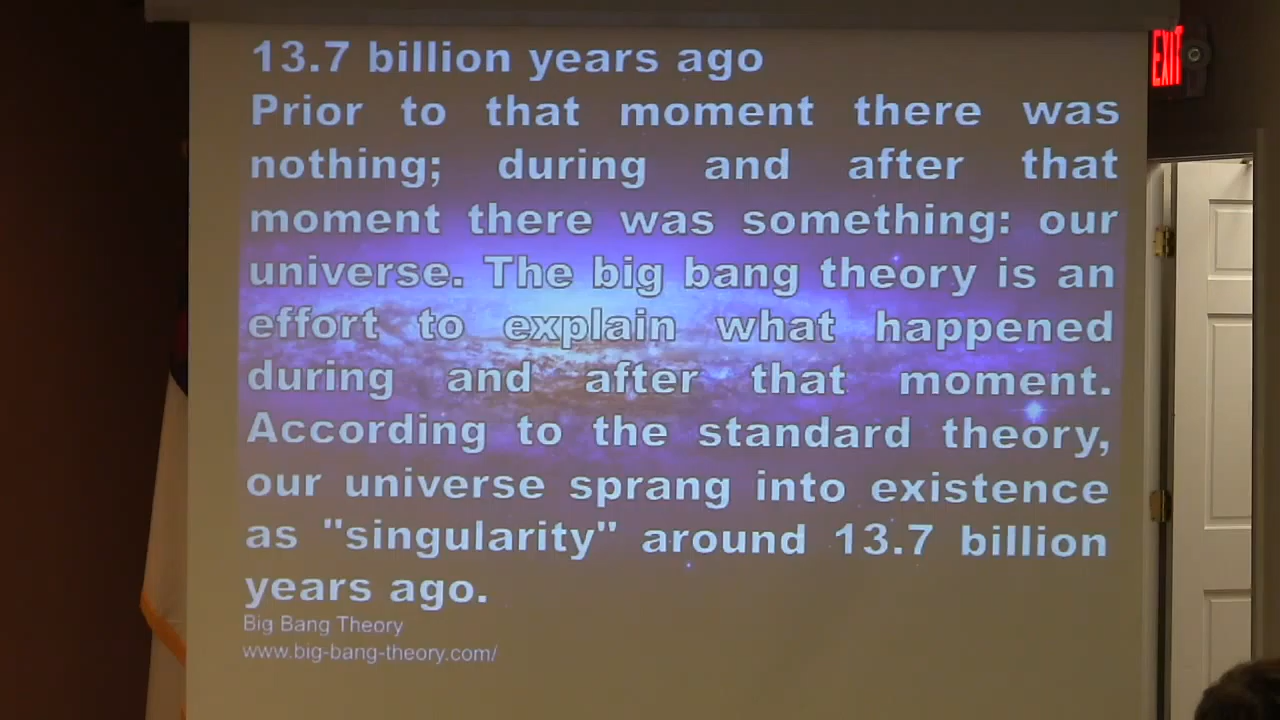 13.7 billion years ago
Prior to that moment there was
nothing; during and after that
moment there was something: our
universe. The big bang theory is an
effort to explain what happened
during and after that moment.
According to the standard theory,
our universe sprang into existence
as "singularity" around 13.7 billion
years ago.
Big Bang Theory
www.big-bang-theory.com/
EXIT